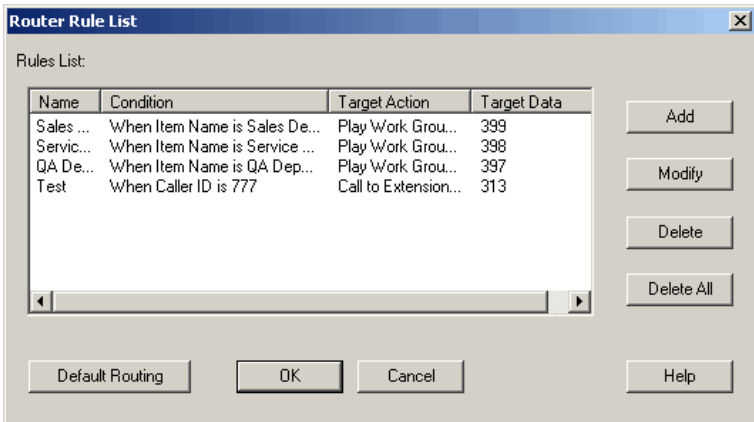 Router Rule List
Rules List:
Name Condition Target Action Target Data
Sales ... When Item Name is Sales De... Play Work Grou... 399
Servic... When Item Name is Service ... Play Work Grou... 398
QA De... When Item Name is QA Dep... Play Work Grou... 397
Test When Caller ID is 777 Call to Extension... 313
Add
Modify
Delete
Delete All
Default Routing OK Cancel Help